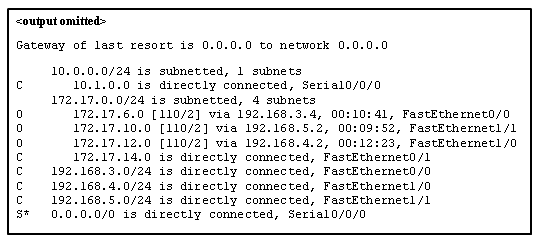 <output omitted>
Gateway of last resort is 0.0.0.0 to network 0.0.0.0
10.0.0.0/24 is subnetted, 1 subnets
C 10.1.0.0 is directly connected, Serial0/0/0
172.17.0.0/24 is subnetted, 4 subnets
O 172.17.6.0 [110/2] via 192.168.3.4, 00:10:41, FastEthernet0/0
O 172.17.10.0 [110/2] via 192.168.5.2, 00:09:52, FastEthernet1/1
O 172.17.12.0 [110/2] via 192.168.4.2, 00:12:23, FastEthernet1/0
C 172.17.14.0 is directly connected, FastEthernet0/1
C 192.168.3.0/24 is directly connected, FastEthernet0/0
C 192.168.4.0/24 is directly connected, FastEthernet1/0
C 192.168.5.0/24 is directly connected, FastEthernet1/1
S* 0.0.0.0/0 is directly connected, Serial0/0/0